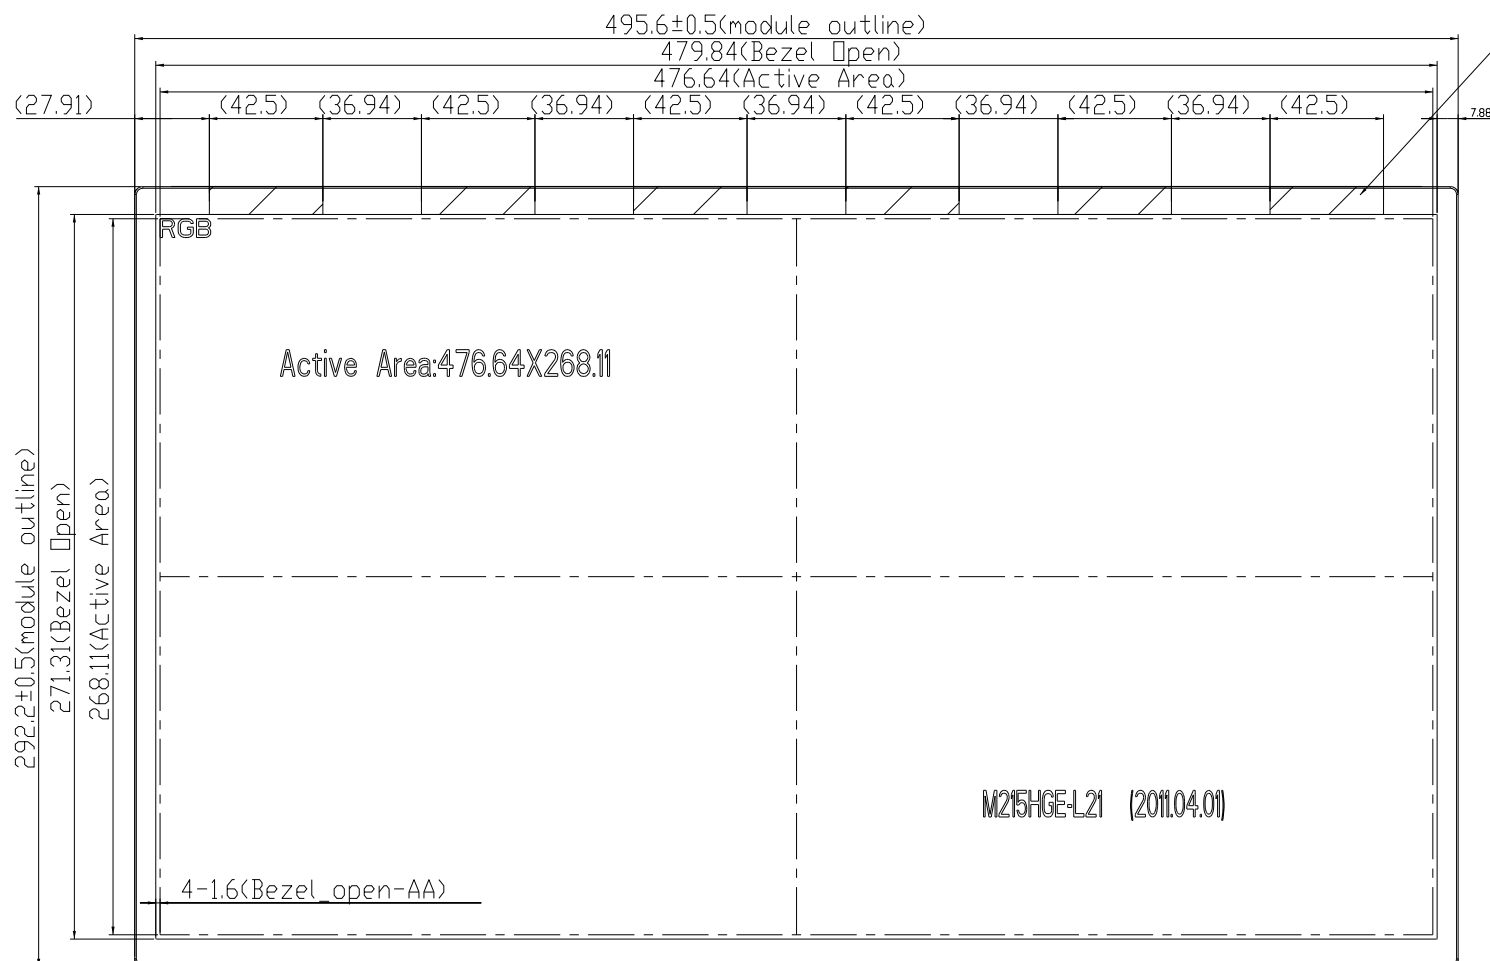 495.6±0.5(module outline)
479.84(Bezel Open)
476.64(Active Area)
(27.91) (42.5) (36.94) (42.5) (36.94) (42.5) (36.94) (42.5) (36.94) (42.5) (36.94) (42.5) 7.88
RGB
Active Area:476.64X268.11
292.2±0.5(module outline)
271.31(Bezel Open)
268.11(Active Area)
M215HGE-L21 (2011.04.01)
4-1.6(Bezel_open-AA)